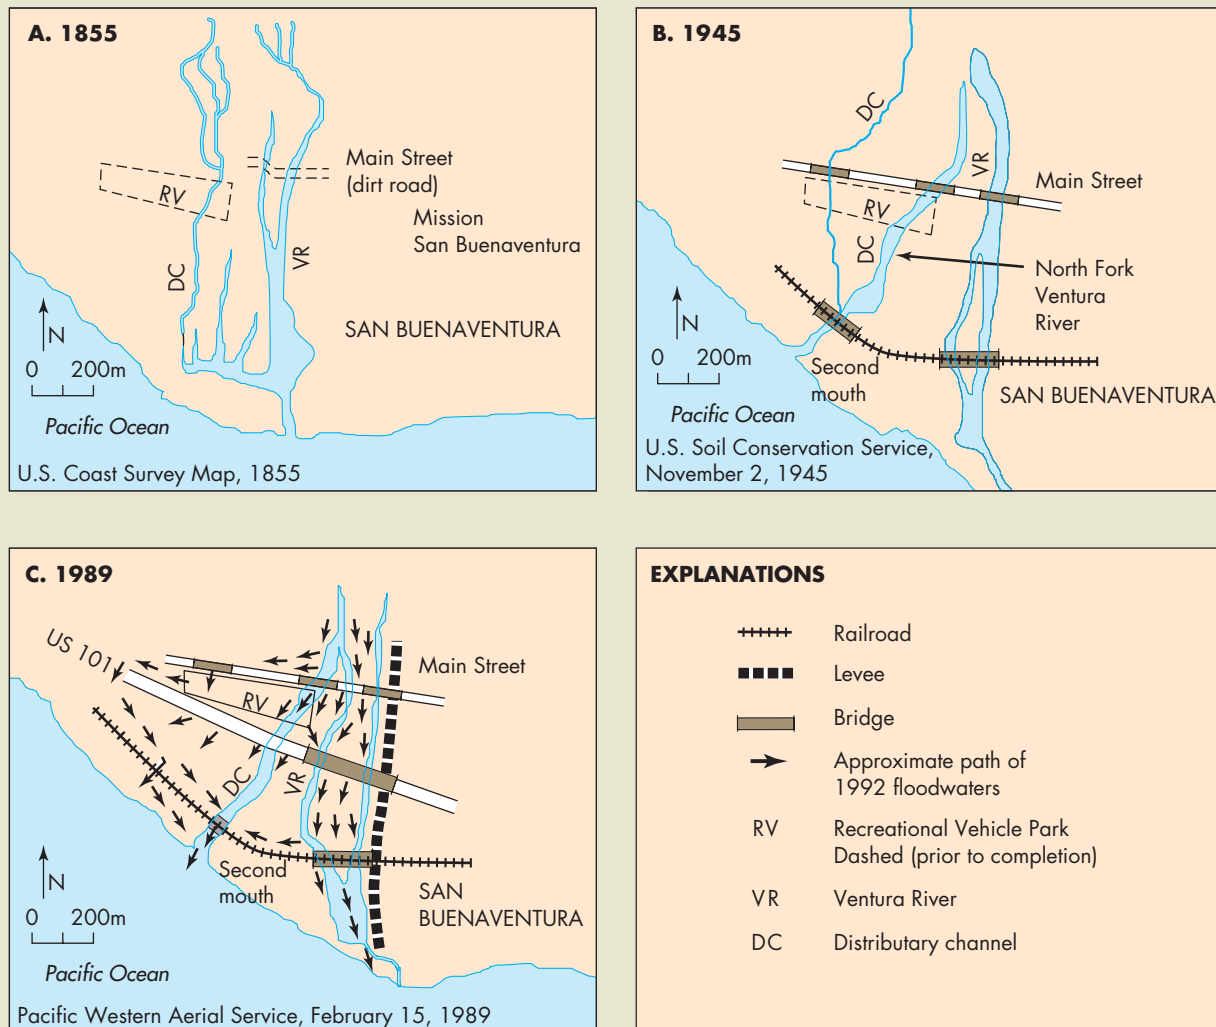 A. 1855
Main Street
(dirt road)
RV
Mission
San Buenaventura
DC
VR
SAN BUENAVENTURA
N
0 200m
Pacific Ocean
U.S. Coast Survey Map, 1855
B. 1945
DC
VR
Main Street
RV
DC
North Fork
Ventura
River
N
0 200m
Second
mouth
SAN BUENAVENTURA
Pacific Ocean
U.S. Soil Conservation Service,
November 2, 1945
C. 1989
US 101
Main Street
RV
DC
VR
Second
mouth
SAN
BUENAVENTURA
N
0 200m
Pacific Ocean
Pacific Western Aerial Service, February 15, 1989
EXPLANATIONS
Railroad
Levee
Bridge
Approximate path of
1992 floodwaters
RV Recreational Vehicle Park
Dashed (prior to completion)
VR Ventura River
DC Distributary channel